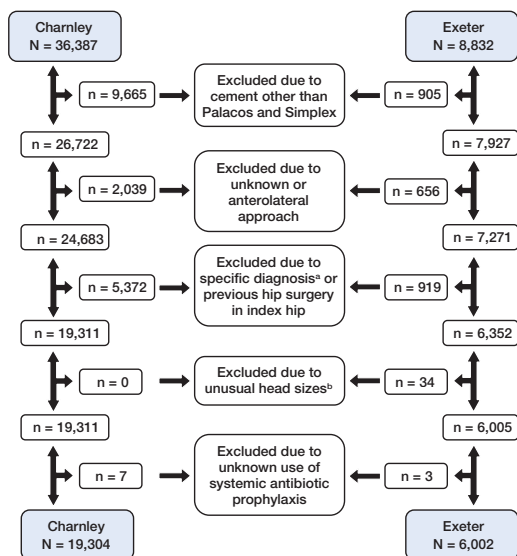 Charnley
N = 36,387
Exeter
N = 8,832
n = 9,665
Excluded due to
cement other than
Palacos and Simplex
n = 905
n = 26,722
n = 7,927
n = 2,039
Excluded due to
unknown or
anterolateral
approach
n = 656
n = 24,683
n = 7,271
n = 5,372
Excluded due to
specific diagnosisᵃ or
previous hip surgery
in index hip
n = 919
n = 19,311
n = 6,352
n = 0
Excluded due to
unusual head sizesᵇ
n = 34
n = 19,311
n = 6,005
n = 7
Excluded due to
unknown use of
systemic antibiotic
prophylaxis
n = 3
Charnley
N = 19,304
Exeter
N = 6,002